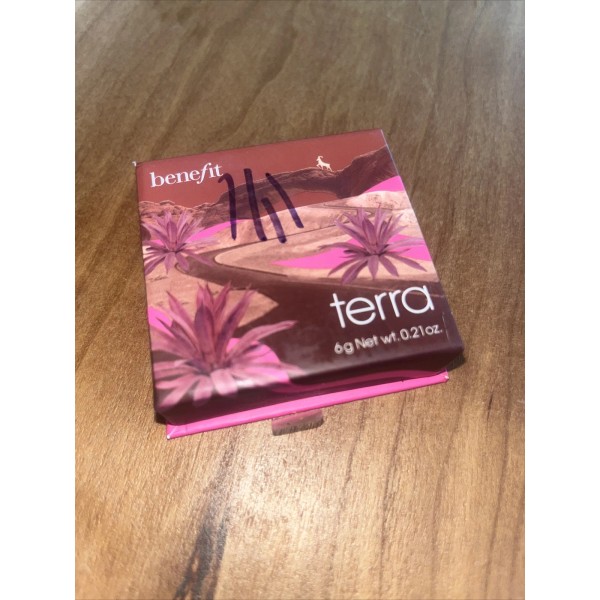 benefit
terra
6g Net wt. 0.21oz.